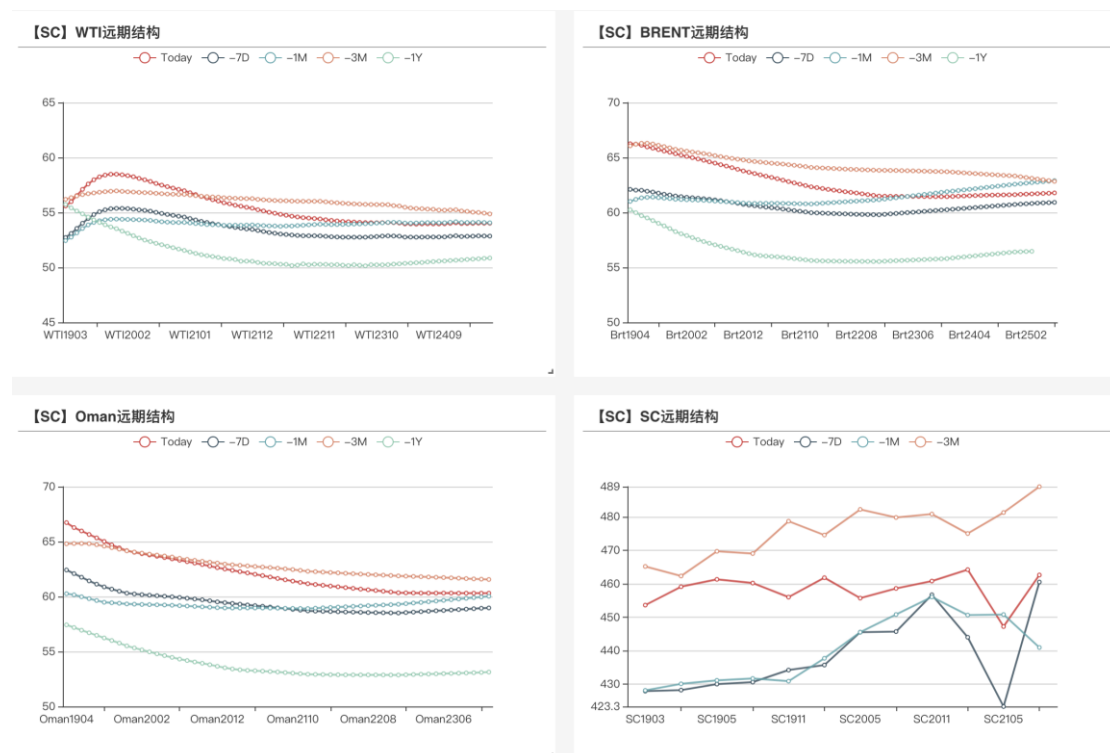 【SC】WTI远期结构
Today -7D -1M -3M -1Y
65
60
55
50
45
WTI1903 WTI2002 WTI2101 WTI2112 WTI2211 WTI2310 WTI2409
【SC】BRENT远期结构
Today -7D -1M -3M -1Y
70
65
60
55
50
Brt1904 Brt2002 Brt2012 Brt2110 Brt2208 Brt2306 Brt2404 Brt2502
【SC】Oman远期结构
Today -7D -1M -3M -1Y
70
65
60
55
50
Oman1904 Oman2002 Oman2012 Oman2110 Oman2208 Oman2306
【SC】SC远期结构
Today -7D -1M -3M
489
480
470
460
450
440
430
423.3
SC1903 SC1905 SC1911 SC2005 SC2011 SC2105